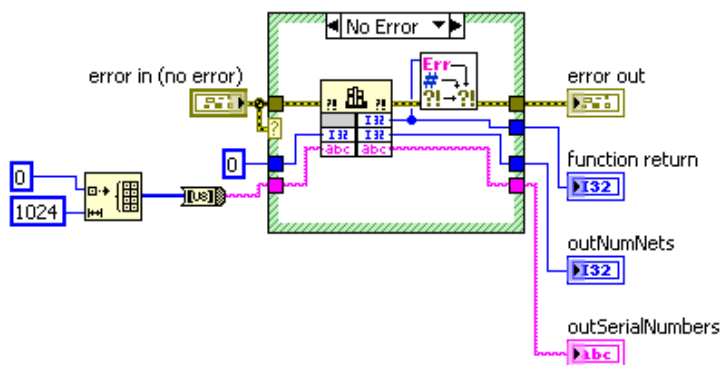 No Error
error in (no error)
Err
#
?! → ?!
error out
?! ?!
?
I32
I32 I32
abc abc
0
function return
I32
0
1024
[U8]
outNumNets
I32
outSerialNumbers
abc